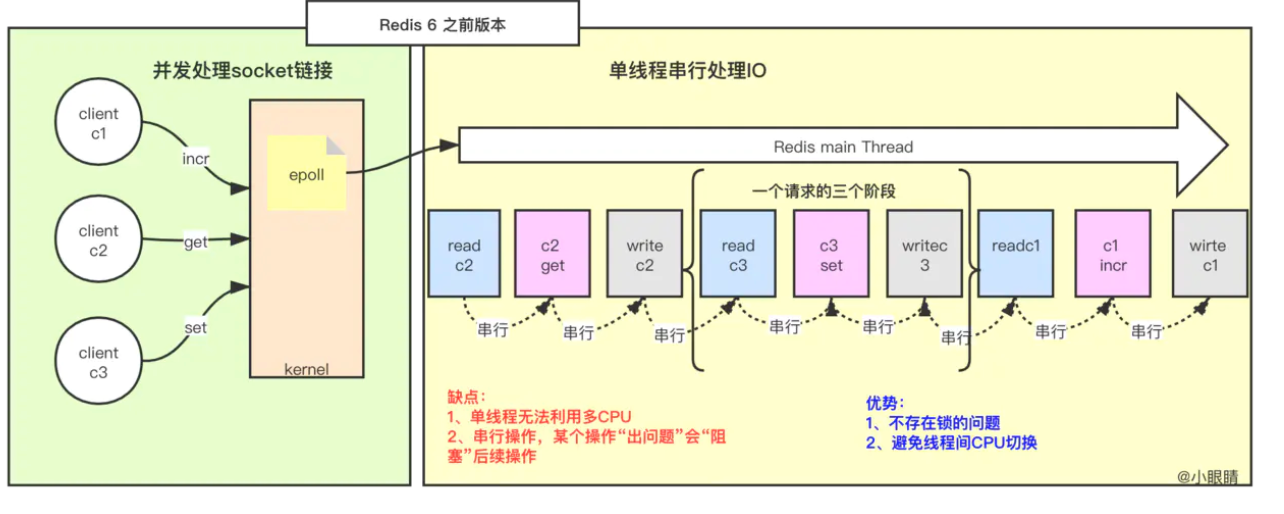 Redis 6 之前版本
并发处理socket链接
client
c1
incr
client
c2
get
client
c3
set
epoll
kernel
单线程串行处理IO
Redis main Thread
一个请求的三个阶段
read
c2
c2
get
write
c2
read
c3
c3
set
writec
3
readc1
c1
incr
wirte
c1
串行
串行
串行
串行
串行
串行
串行
串行
缺点：
1、单线程无法利用多CPU
2、串行操作，某个操作“出问题”会“阻
塞”后续操作
优势：
1、不存在锁的问题
2、避免线程间CPU切换
@小眼睛